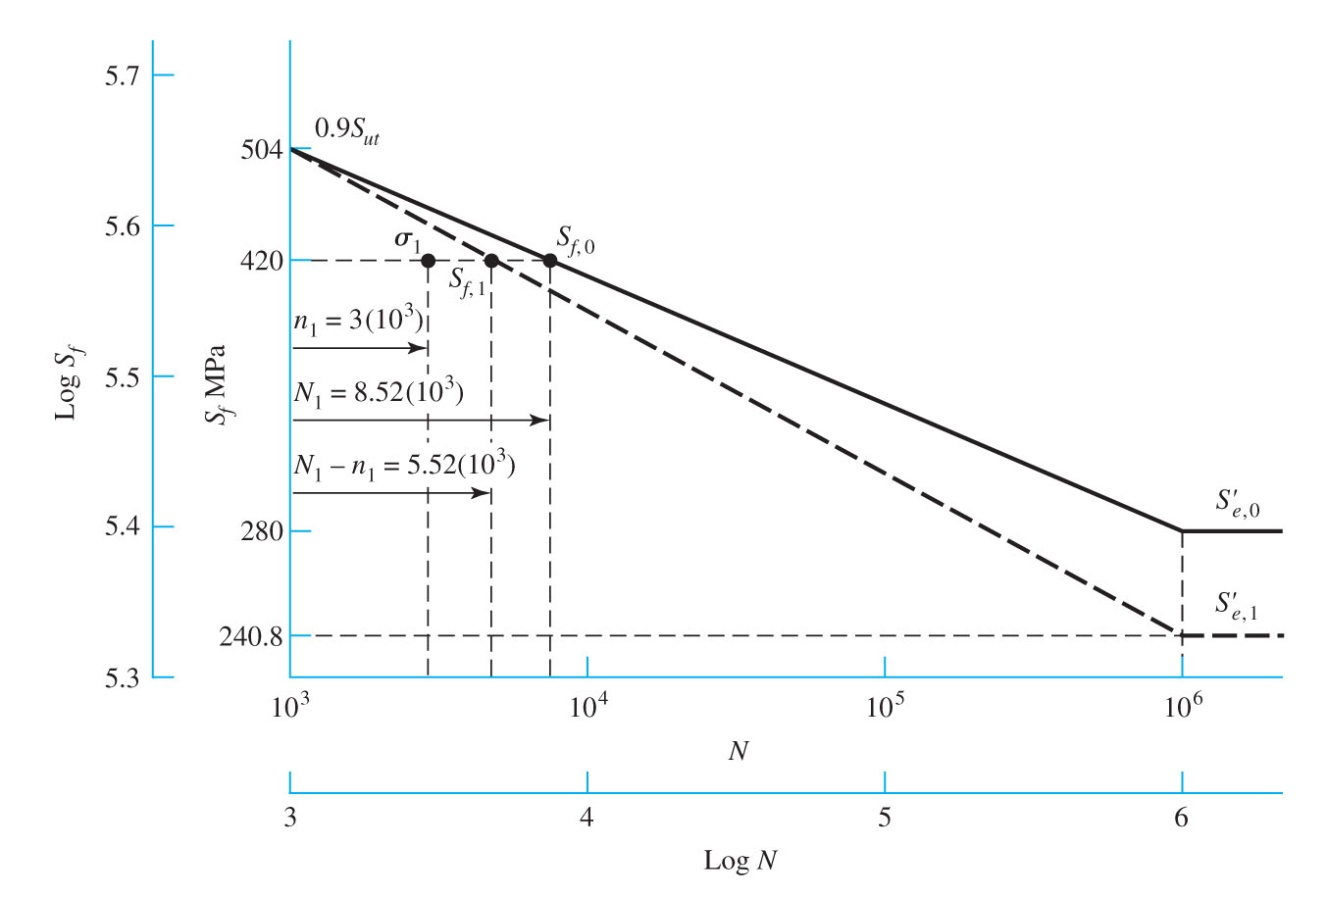 5.7
5.6
5.5
5.4
5.3
Log S_f
S_f MPa
504
420
280
240.8
0.9S_ut
σ_1
S_f,1
S_f,0
n_1 = 3(10^3)
N_1 = 8.52(10^3)
N_1 – n_1 = 5.52(10^3)
S′_e,0
S′_e,1
10^3 10^4 10^5 10^6
N
3 4 5 6
Log N